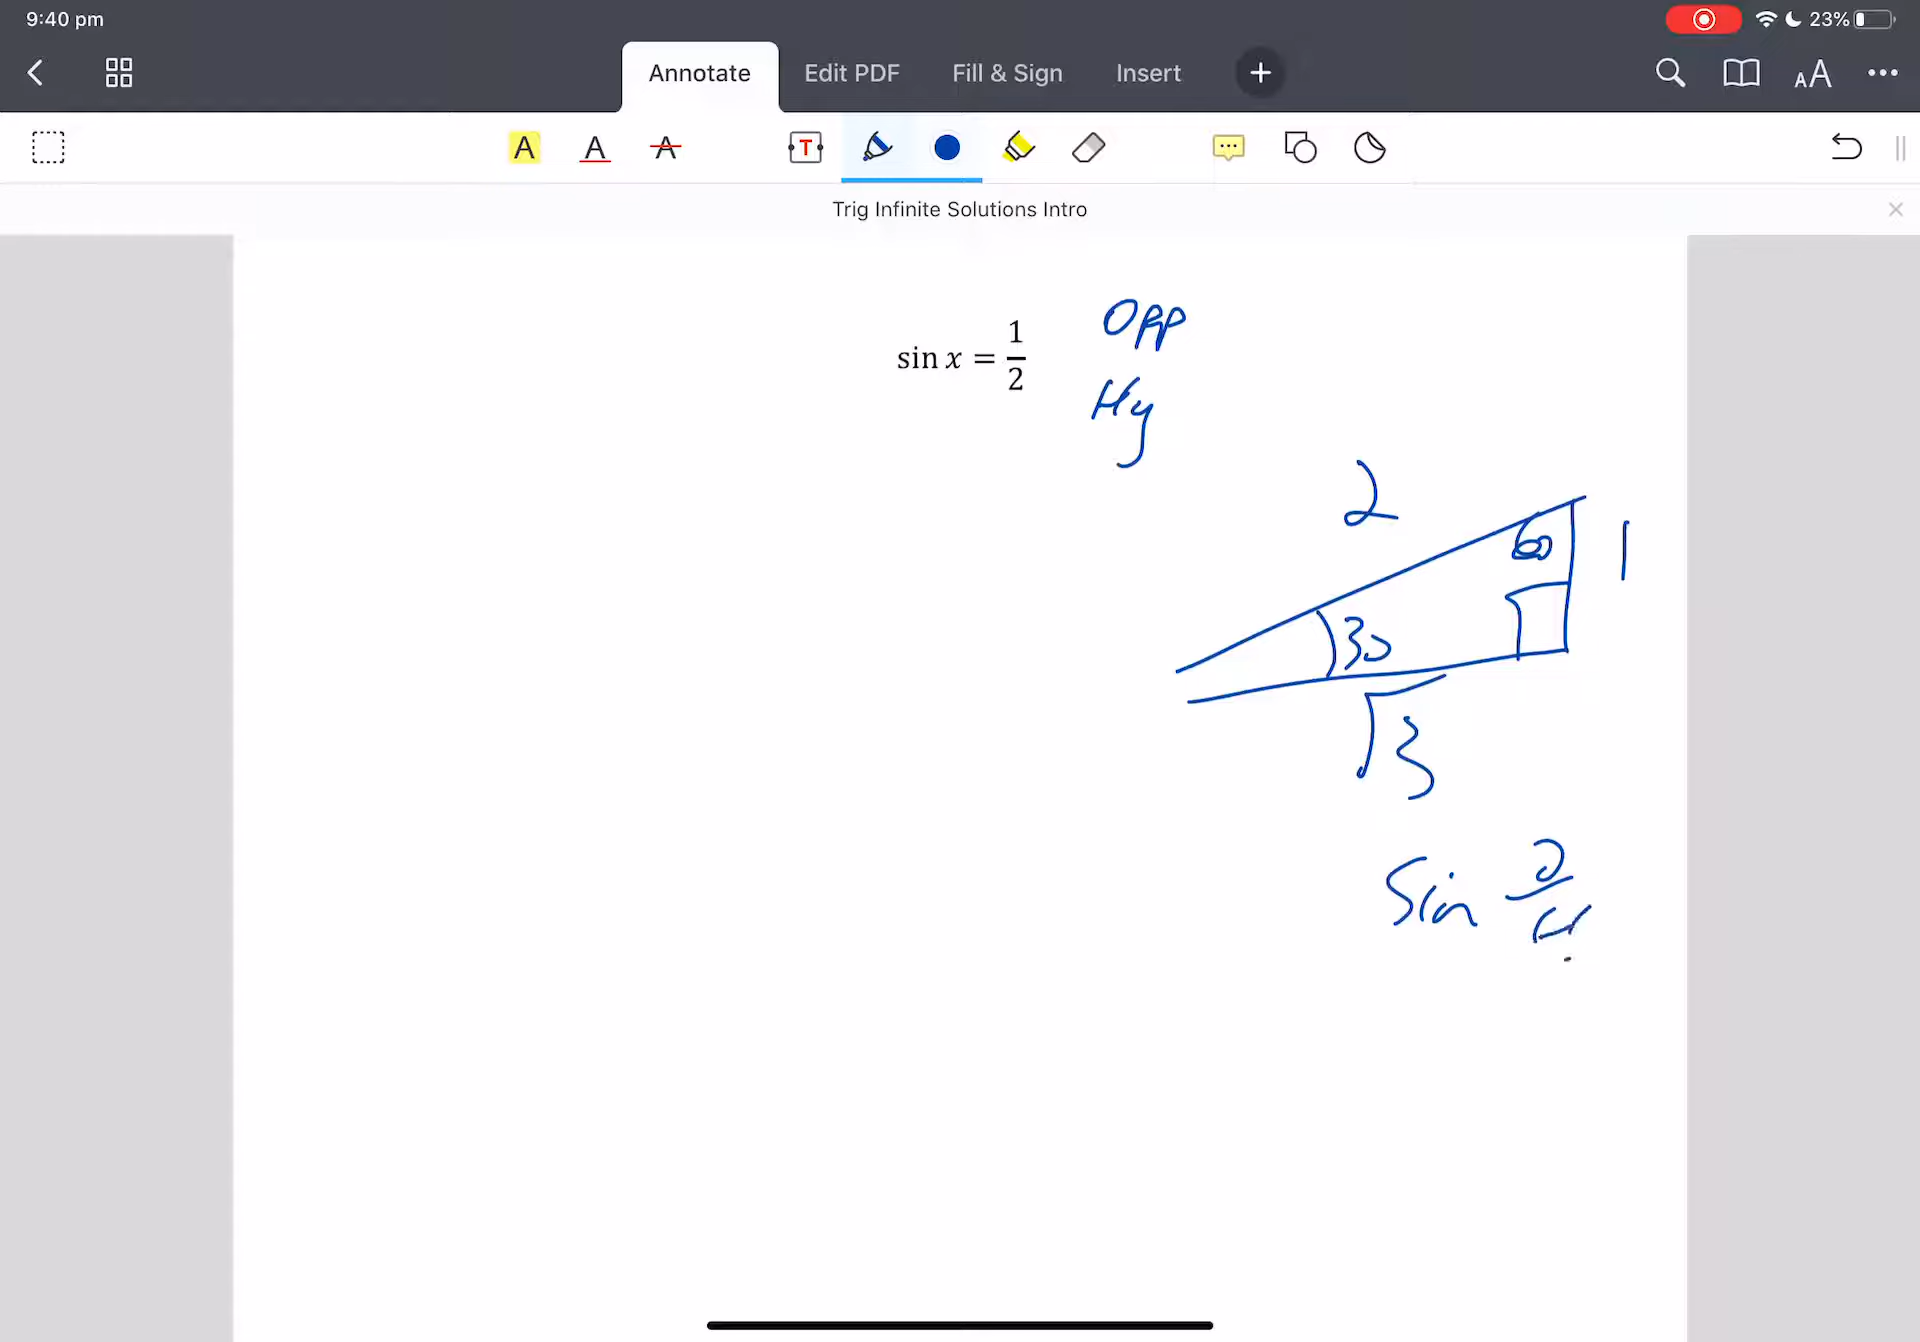 9:40 pm
23%
Annotate Edit PDF Fill & Sign Insert
AA
A A A T
Trig Infinite Solutions Intro
sin x = 1/2
Opp
Hy
2
60
1
30
√3
Sin O/H